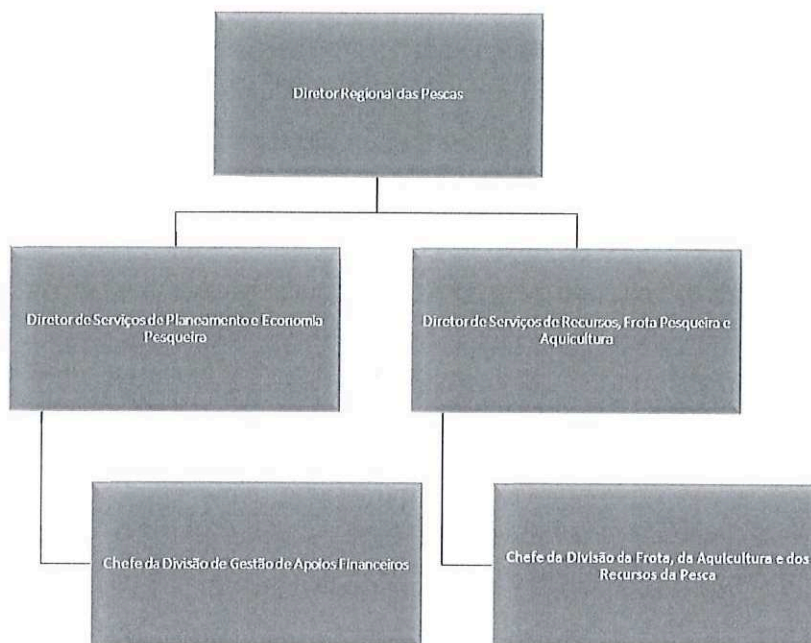 Diretor Regional das Pescas
Diretor de Serviços de Planeamento e Economia
Pesqueira
Diretor de Serviços de Recursos, Frota Pesqueira e
Aquicultura
Chefe da Divisão de Gestão de Apoios Financeiros
Chefe da Divisão da Frota, da Aquicultura e dos
Recursos da Pesca